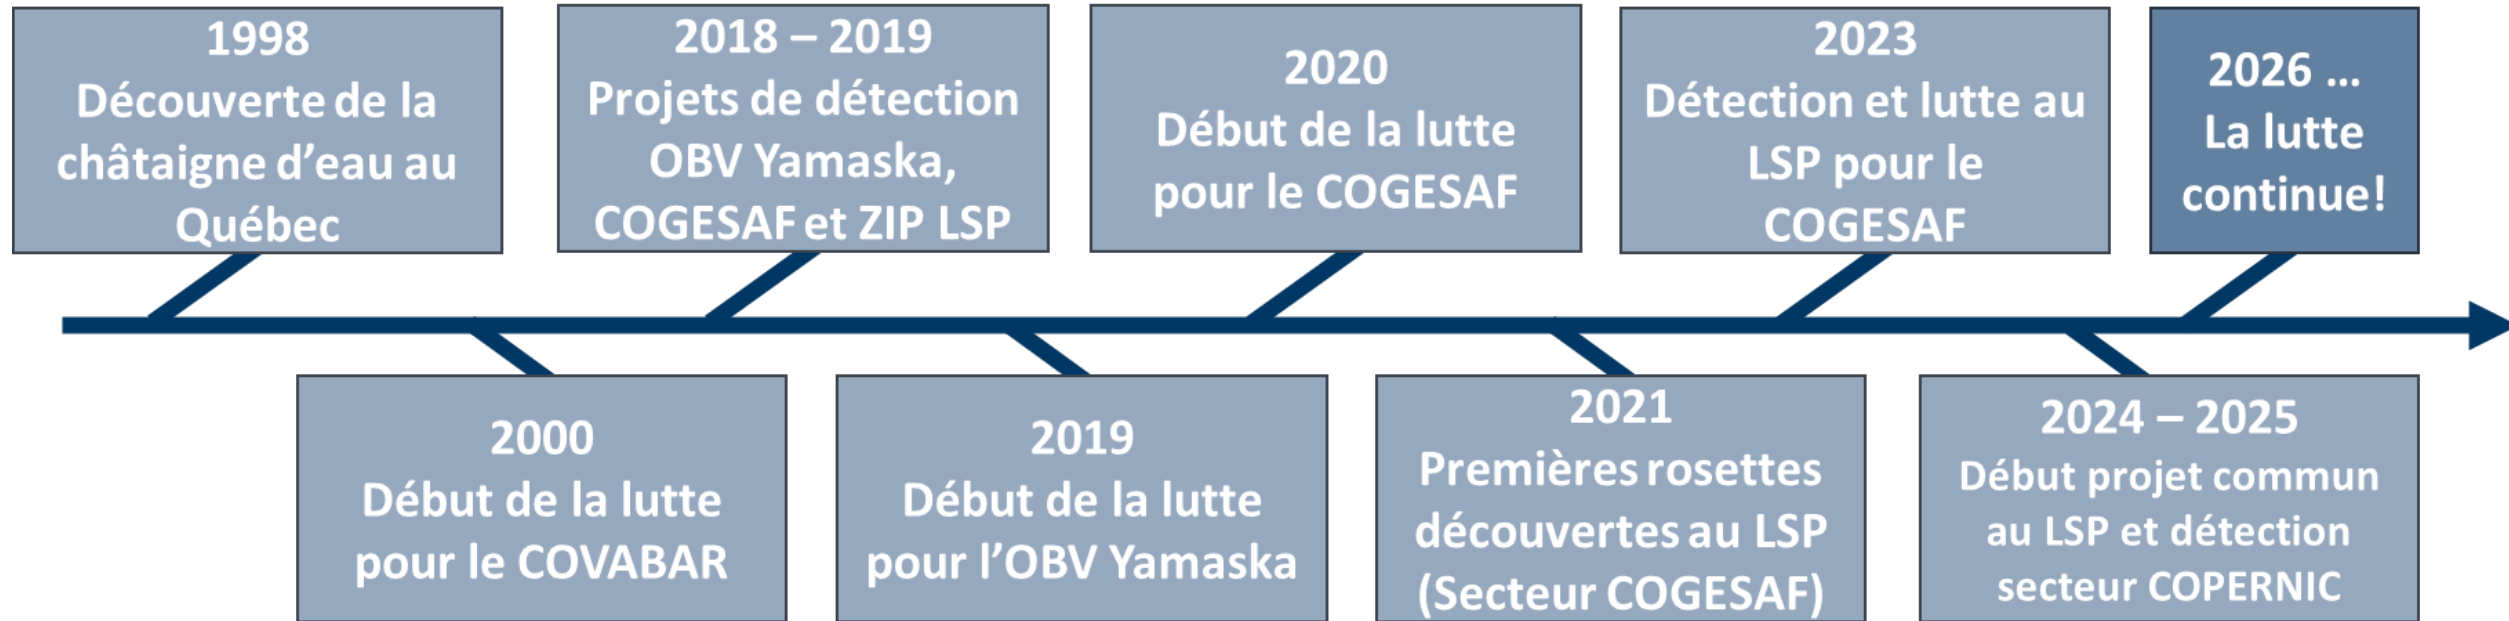 1998
Découverte de la
châtaigne d'eau au
Québec
2000
Début de la lutte
pour le COVABAR
2018 – 2019
Projets de détection
OBV Yamaska,
COGESAF et ZIP LSP
2019
Début de la lutte
pour l'OBV Yamaska
2020
Début de la lutte
pour le COGESAF
2021
Premières rosettes
découvertes au LSP
(Secteur COGESAF)
2023
Détection et lutte au
LSP pour le
COGESAF
2024 – 2025
Début projet commun
au LSP et détection
secteur COPERNIC
2026 ...
La lutte
continue!